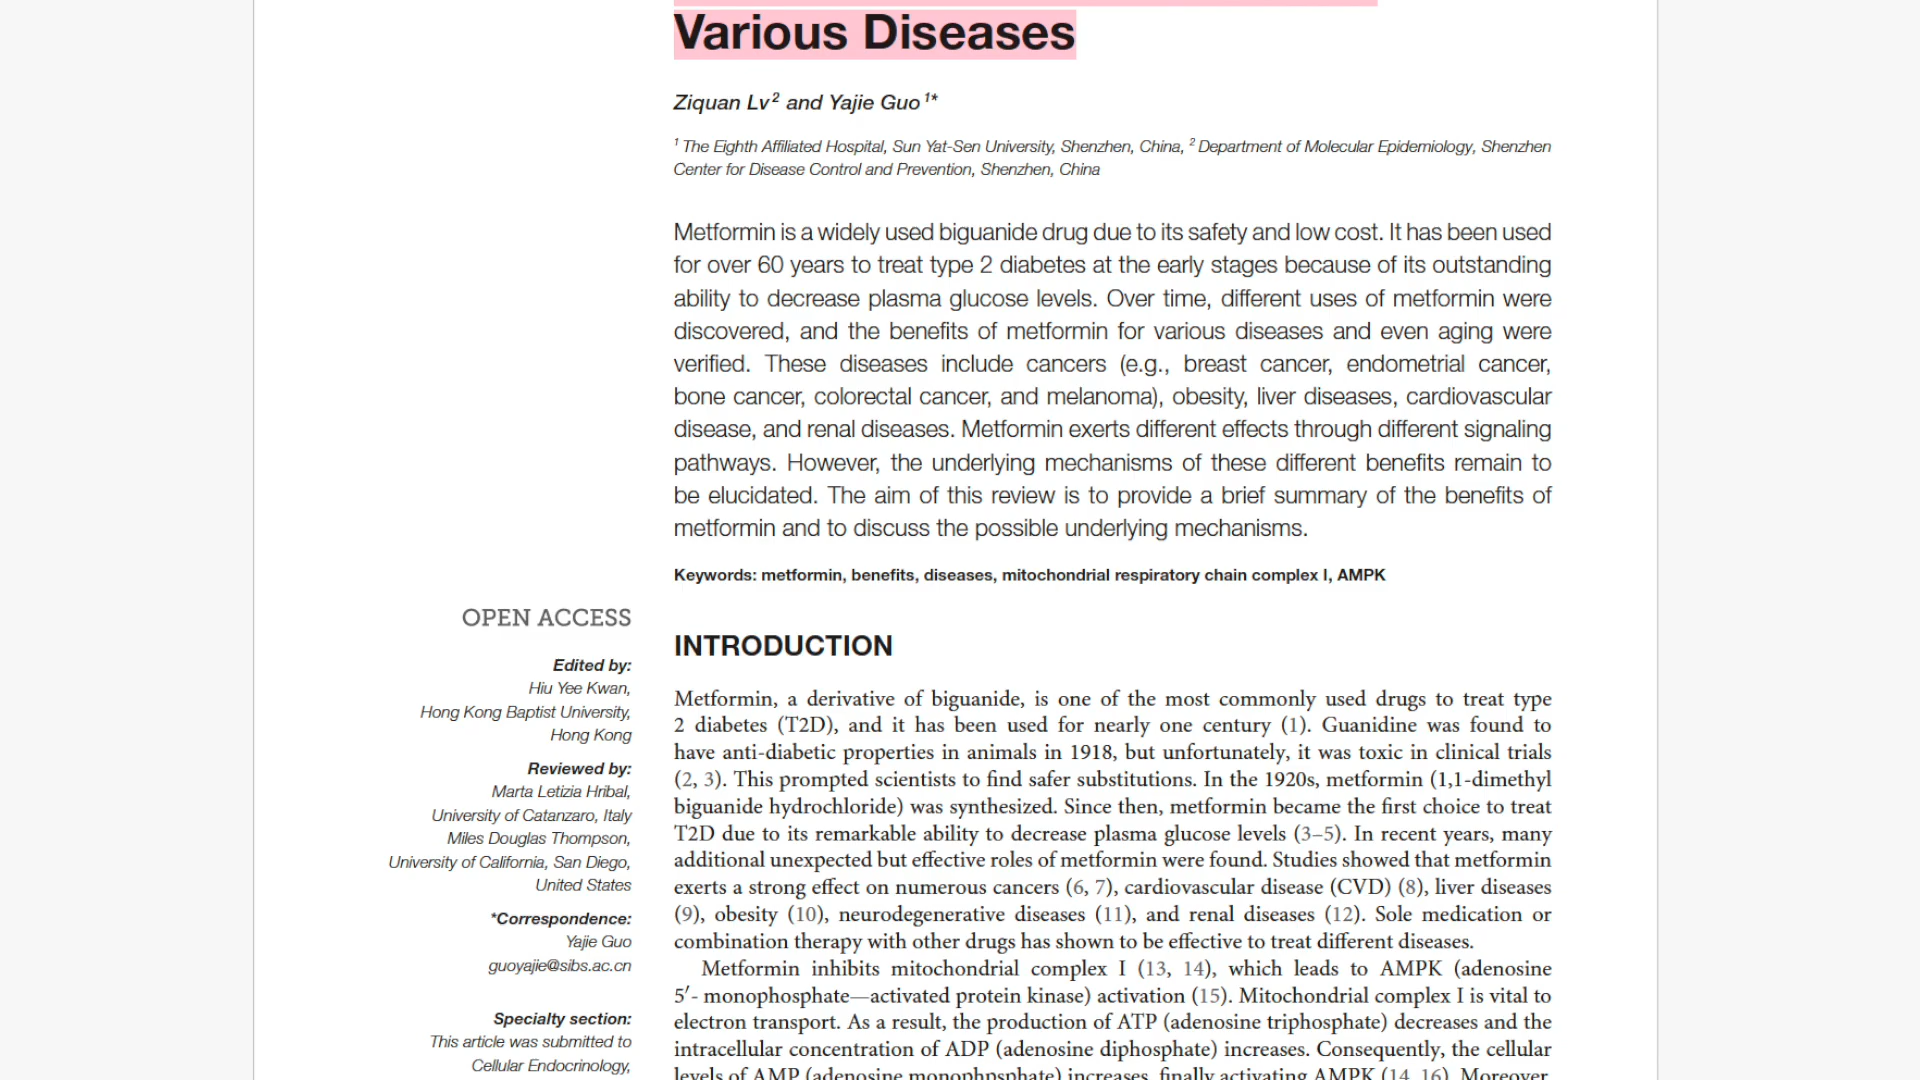 Various Diseases
Ziquan Lv2 and Yajie Guo1*
1 The Eighth Affiliated Hospital, Sun Yat-Sen University, Shenzhen, China, 2 Department of Molecular Epidemiology, Shenzhen
Center for Disease Control and Prevention, Shenzhen, China
Metformin is a widely used biguanide drug due to its safety and low cost. It has been used
for over 60 years to treat type 2 diabetes at the early stages because of its outstanding
ability to decrease plasma glucose levels. Over time, different uses of metformin were
discovered, and the benefits of metformin for various diseases and even aging were
verified. These diseases include cancers (e.g., breast cancer, endometrial cancer,
bone cancer, colorectal cancer, and melanoma), obesity, liver diseases, cardiovascular
disease, and renal diseases. Metformin exerts different effects through different signaling
pathways. However, the underlying mechanisms of these different benefits remain to
be elucidated. The aim of this review is to provide a brief summary of the benefits of
metformin and to discuss the possible underlying mechanisms.
Keywords: metformin, benefits, diseases, mitochondrial respiratory chain complex I, AMPK
OPEN ACCESS
Edited by:
Hiu Yee Kwan,
Hong Kong Baptist University,
Hong Kong
Reviewed by:
Marta Letizia Hribal,
University of Catanzaro, Italy
Miles Douglas Thompson,
University of California, San Diego,
United States
*Correspondence:
Yajie Guo
guoyajie@sibs.ac.cn
Specialty section:
This article was submitted to
Cellular Endocrinology,
INTRODUCTION
Metformin, a derivative of biguanide, is one of the most commonly used drugs to treat type
2 diabetes (T2D), and it has been used for nearly one century (1). Guanidine was found to
have anti-diabetic properties in animals in 1918, but unfortunately, it was toxic in clinical trials
(2, 3). This prompted scientists to find safer substitutions. In the 1920s, metformin (1,1-dimethyl
biguanide hydrochloride) was synthesized. Since then, metformin became the first choice to treat
T2D due to its remarkable ability to decrease plasma glucose levels (3–5). In recent years, many
additional unexpected but effective roles of metformin were found. Studies showed that metformin
exerts a strong effect on numerous cancers (6, 7), cardiovascular disease (CVD) (8), liver diseases
(9), obesity (10), neurodegenerative diseases (11), and renal diseases (12). Sole medication or
combination therapy with other drugs has shown to be effective to treat different diseases.
Metformin inhibits mitochondrial complex I (13, 14), which leads to AMPK (adenosine
5′- monophosphate—activated protein kinase) activation (15). Mitochondrial complex I is vital to
electron transport. As a result, the production of ATP (adenosine triphosphate) decreases and the
intracellular concentration of ADP (adenosine diphosphate) increases. Consequently, the cellular
levels of AMP (adenosine monophpsphate) increases, finally activating AMPK (14, 16). Moreover,